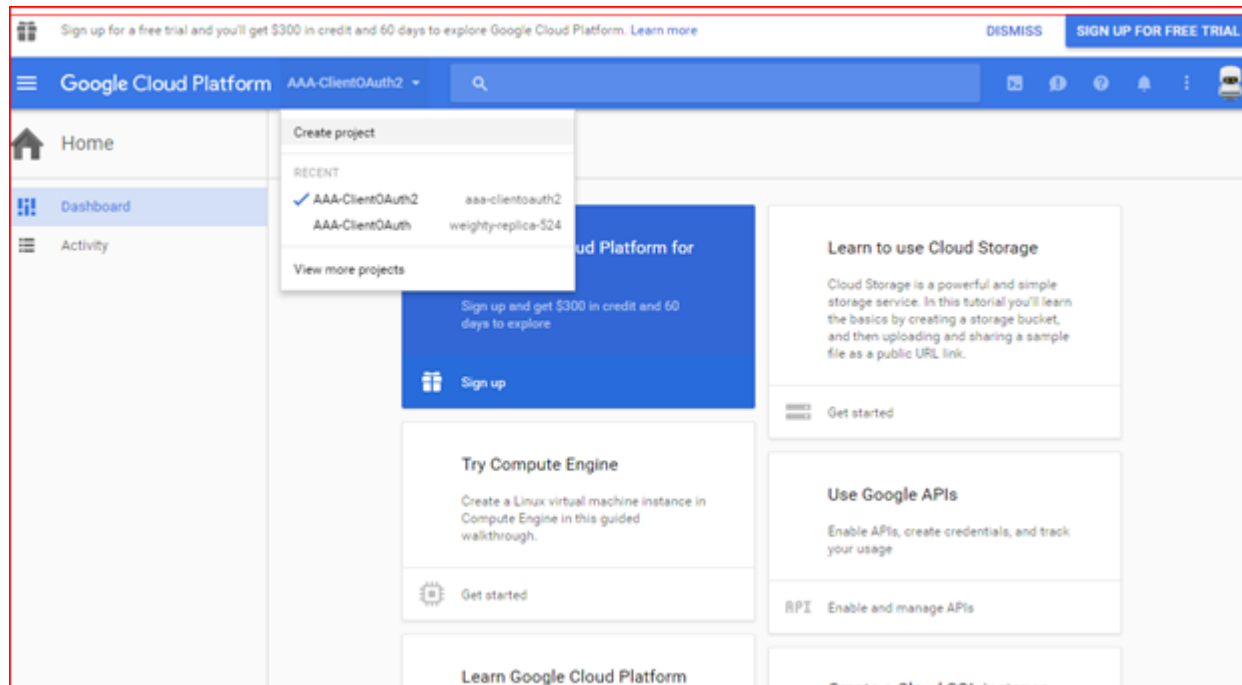 Sign up for a free trial and you'll get $300 in credit and 60 days to explore Google Cloud Platform. Learn more
DISMISS
SIGN UP FOR FREE TRIAL
Google Cloud Platform
AAA-ClientOAuth2
Home
Dashboard
Activity
Create project
RECENT
AAA-ClientOAuth2 aaa-clientoauth2
AAA-ClientOAuth weighty-replica-524
View more projects
ud Platform for
Sign up and get $300 in credit and 60
days to explore
Sign up
Learn to use Cloud Storage
Cloud Storage is a powerful and simple
storage service. In this tutorial you'll learn
the basics by creating a storage bucket,
and then uploading and sharing a sample
file as a public URL link.
Get started
Try Compute Engine
Create a Linux virtual machine instance in
Compute Engine in this guided
walkthrough.
Get started
Use Google APIs
Enable APIs, create credentials, and track
your usage
API Enable and manage APIs
Learn Google Cloud Platform